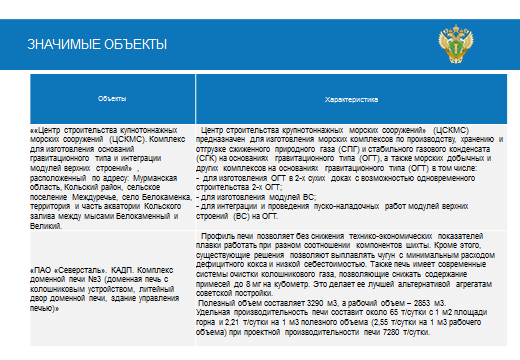 ЗНАЧИМЫЕ ОБЪЕКТЫ
Объекты
Характеристика
««Центр строительства купнотоннажных
морских сооружений (ЦСКМС). Комплекс
для изготовления оснований
гравитационного типа и интеграции
модулей верхних строений» ,
расположенный по адресу: Мурманская
область, Кольский район, сельское
поселение Междуречье, село Белокаменка,
территория и часть акватории Кольского
залива между мысами Белокаменный и
Великий.
Центр строительства крупнотоннажных морских сооружений» (ЦСКМС)
предназначен для изготовления морских комплексов по производству, хранению и
отгрузке сжиженного природного газа (СПГ) и стабильного газового конденсата
(СГК) на основаниях гравитационного типа (ОГТ), а также морских добычных и
других комплексов на основаниях гравитационного типа (ОГТ) в том числе:
- для изготовления ОГТ в 2-х сухих доках с возможностью одновременного
строительства 2-х ОГТ;
- для изготовления модулей ВС;
- для интеграции и проведения пуско-наладочных работ модулей верхних
строений (ВС) на ОГТ.
«ПАО «Северсталь». КАДП. Комплекс
доменной печи №3 (доменная печь с
колошниковым устройством, литейный
двор доменной печи, здание управления
печью)»
Профиль печи позволяет без снижения технико-экономических показателей
плавки работать при разном соотношении компонентов шихты. Кроме этого,
существующие решения позволяют выплавлять чугун с минимальным расходом
дефицитного кокса и низкой себестоимостью. Также печь имеет современные
системы очистки колошникового газа, позволяющие снижать содержание
примесей до 8 мг на кубометр. Это делает ее лучшей альтернативой агрегатам
советской постройки.
Полезный объем составляет 3290 м3, а рабочий объем – 2853 м3.
Удельная производительность печи составит около 65 т/сутки с 1 м2 площади
горна и 2,21 т/сутки на 1 м3 полезного объема (2,55 т/сутки на 1 м3 рабочего
объема) при проектной производительности печи 7280 т/сутки.